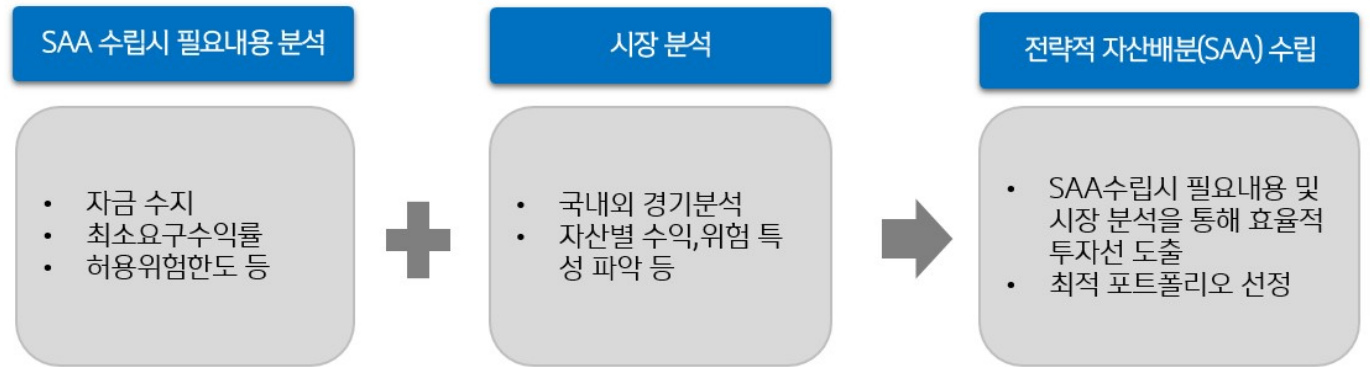 SAA 수립시 필요내용 분석
• 자금 수지
• 최소요구수익률
• 허용위험한도 등
시장 분석
• 국내외 경기분석
• 자산별 수익,위험 특
성 파악 등
전략적 자산배분(SAA) 수립
• SAA수립시 필요내용 및
시장 분석을 통해 효율적
투자선 도출
• 최적 포트폴리오 선정